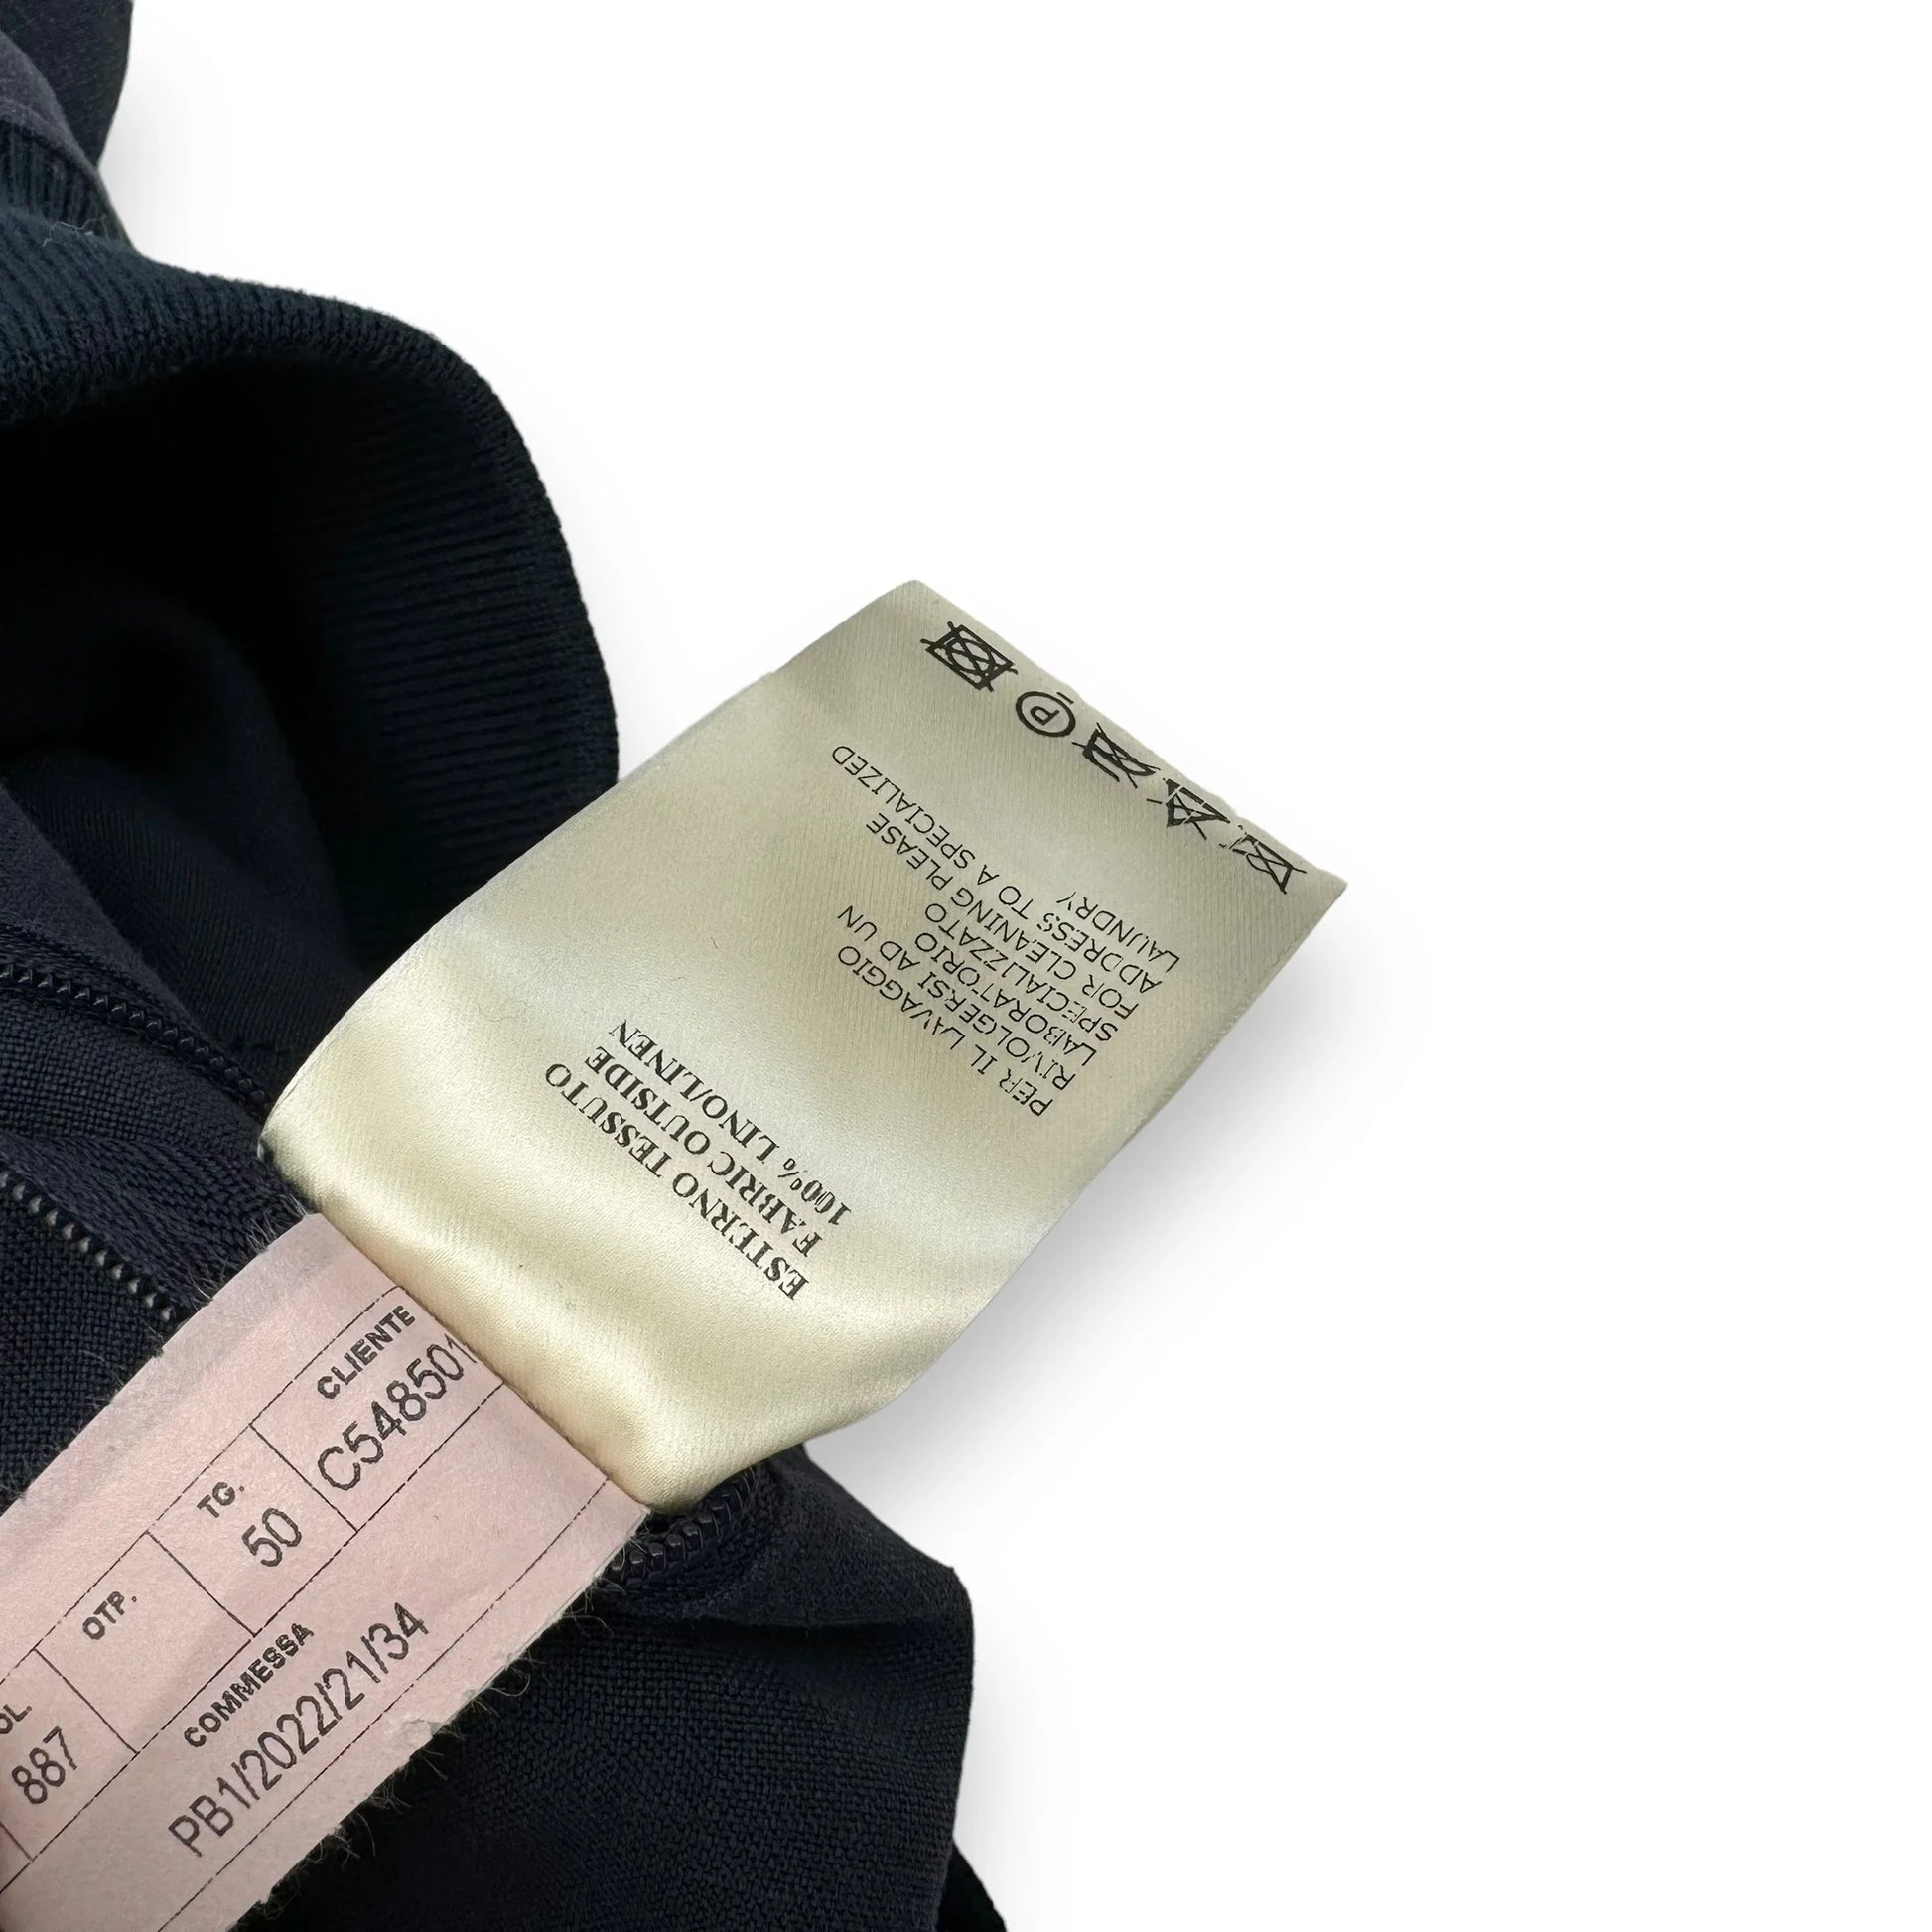 ESTERNO TESSUTO
FABRIC OUTSIDE
100% LINO/LINEN
PER IL LAVAGGIO
RIVOLGERSI AD UN
LABORATORIO
SPECIALIZZATO
FOR CLEANING PLEASE
ADDRESS TO A SPECIALIZED
LAUNDRY
P
OTP.
TG.
CLIENTE
887
50
C548501
COMMESSA
PB1/2022/21/34